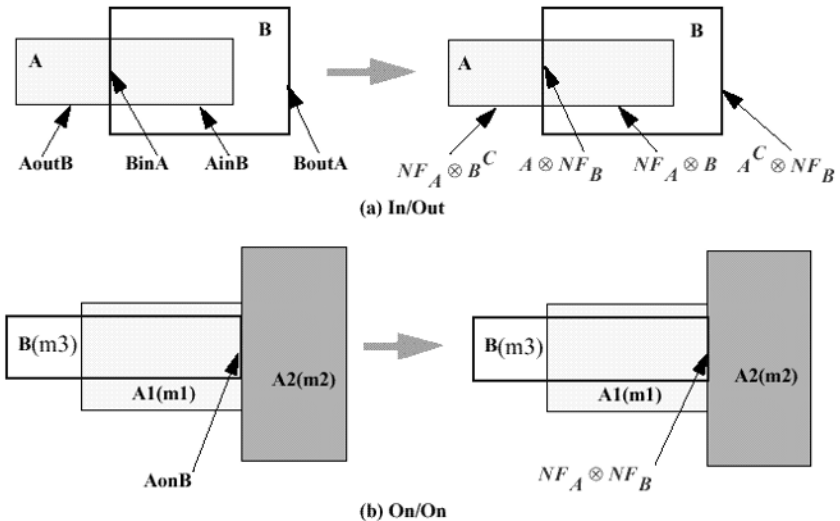 A
B
AoutB
BinA
AinB
BoutA
A
B
NF_A ⊗ B^C
A ⊗ NF_B
NF_A ⊗ B
A^C ⊗ NF_B
(a) In/Out
B(m3)
A1(m1)
A2(m2)
AonB
B(m3)
A1(m1)
A2(m2)
NF_A ⊗ NF_B
(b) On/On